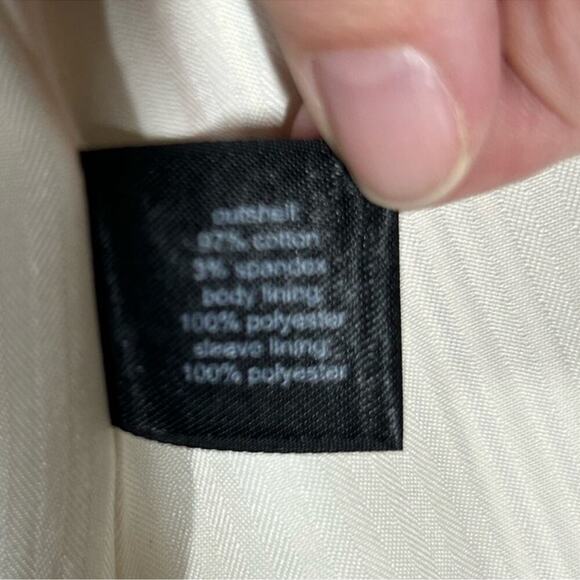 outshell
97% cotton
3% spandex
body lining
100% polyester
sleeve lining
100% polyester